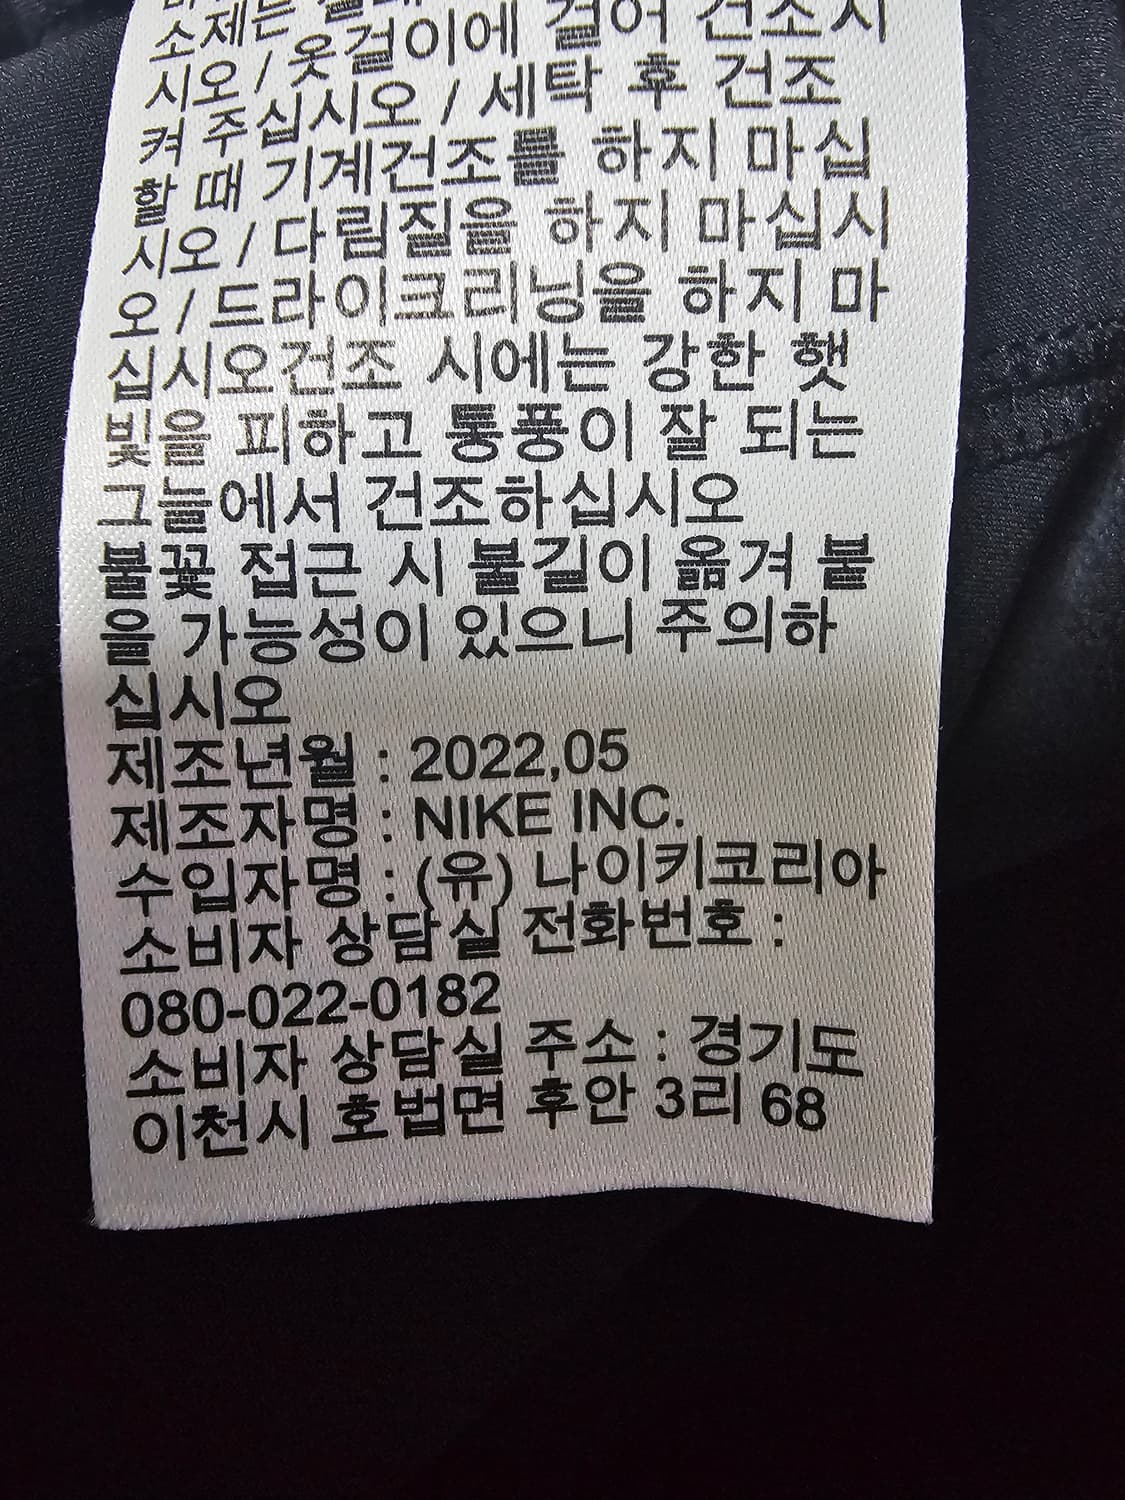 소제는
걸어 건조시
시오 / 옷걸이에
켜 주십시오 / 세탁 후 건조
할 때 기계건조를 하지 마십
시오 / 다림질을 하지 마십시
오 / 드라이크리닝을 하지 마
십시오건조 시에는 강한 햇
빛을 피하고 통풍이 잘 되는
그늘에서 건조하십시오
불꽃 접근 시 불길이 옮겨 붙
을 가능성이 있으니 주의하
십시오
제조년월 : 2022,05
제조자명 : NIKE INC.
수입자명 : (유) 나이키코리아
소비자 상담실 전화번호 :
080-022-0182
소비자 상담실 주소 : 경기도
이천시 호법면 후안 3리 68